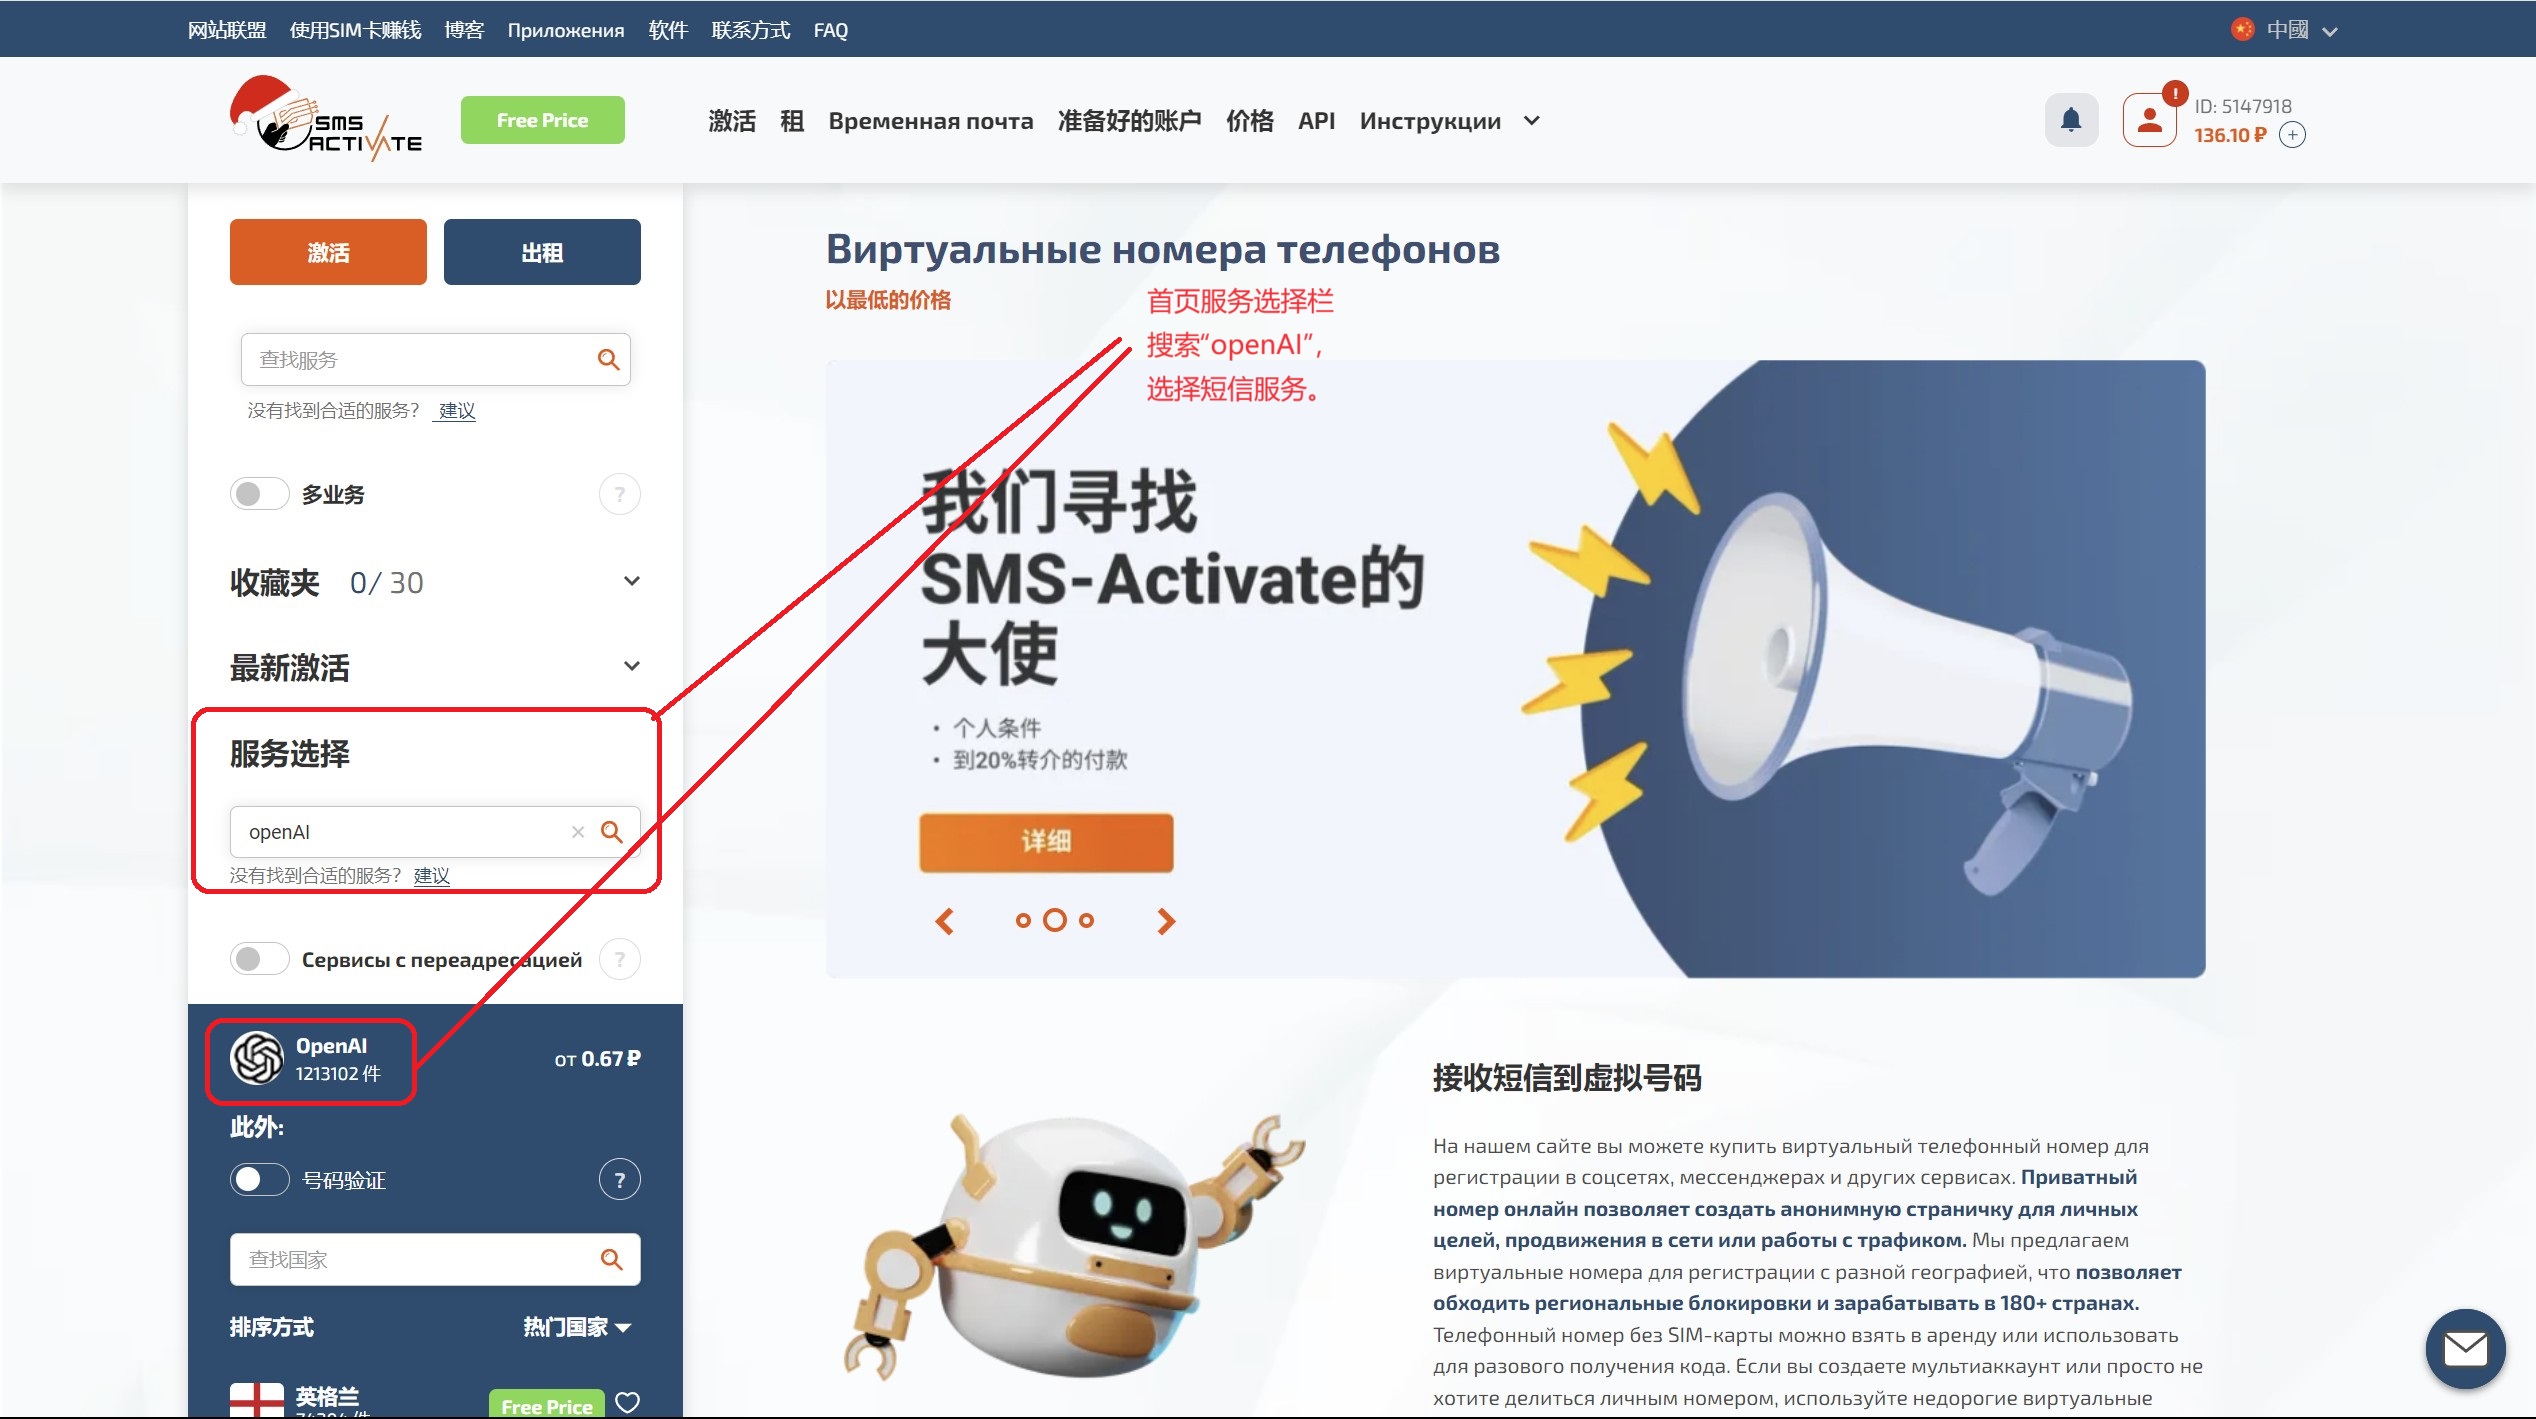 网站联盟 使用SIM卡赚钱 博客 Приложения 软件 联系方式 FAQ
中國
SMS
ACTIVATE
Free Price
激活 租 Временная почта 准备好的账户 价格 API Инструкции
!
ID: 5147918
136.10 ₽ +
激活
出租
查找服务
没有找到合适的服务? 建议
多业务 ?
收藏夹 0/ 30
最新激活
服务选择
openAI
没有找到合适的服务? 建议
Сервисы с переадресацией ?
OpenAI
1213102 件
от 0.67 ₽
此外:
号码验证 ?
查找国家
排序方式 热门国家
英格兰
Free Price
Виртуальные номера телефонов
以最低的价格
首页服务选择栏
搜索“openAI”,
选择短信服务。
我们寻找
SMS-Activate的
大使
• 个人条件
• 到20%转介的付款
详细
接收短信到虚拟号码
На нашем сайте вы можете купить виртуальный телефонный номер для
регистрации в соцсетях, мессенджерах и других сервисах. Приватный
номер онлайн позволяет создать анонимную страничку для личных
целей, продвижения в сети или работы с трафиком. Мы предлагаем
виртуальные номера для регистрации с разной географией, что позволяет
обходить региональные блокировки и зарабатывать в 180+ странах.
Телефонный номер без SIM-карты можно взять в аренду или использовать
для разового получения кода. Если вы создаете мультиаккаунт или просто не
хотите делиться личным номером, используйте недорогие виртуальные